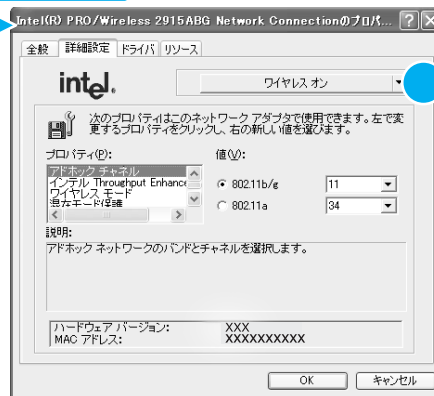 Intel(R) PRO/Wireless 2915ABG Network Connectionのプロパ...
全般 詳細設定 ドライバ リソース
intel. ワイヤレス オン
次のプロパティはこのネットワーク アダプタで使用できます。左で変
更するプロパティをクリックし、右の新しい値を選びます。
プロパティ(P): 値(V):
アドホック チャネル
インテル Throughput Enhance
ワイヤレス モード
混在モード保護
802.11b/g 11
802.11a 34
説明:
アドホック ネットワークのバンドとチャネルを選択します。
ハードウェア バージョン: XXX
MAC アドレス: XXXXXXXXXX
OK キャンセル